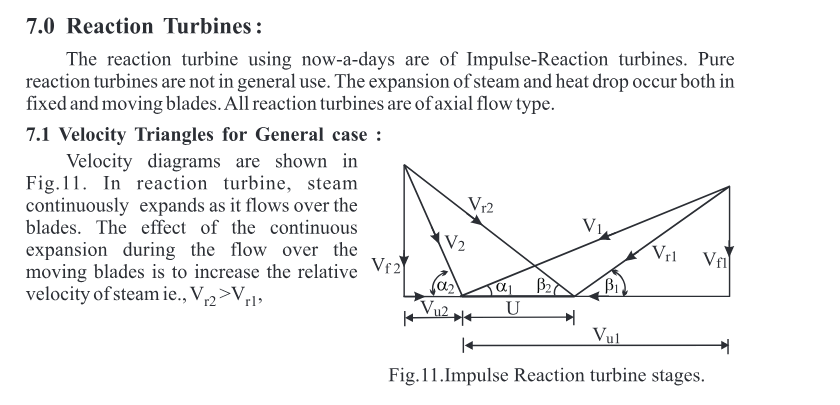 7.0 Reaction Turbines :
The reaction turbine using now-a-days are of Impulse-Reaction turbines. Pure
reaction turbines are not in general use. The expansion of steam and heat drop occur both in
fixed and moving blades. All reaction turbines are of axial flow type.
7.1 Velocity Triangles for General case :
Velocity diagrams are shown in
Fig.11. In reaction turbine, steam
continuously expands as it flows over the
blades. The effect of the continuous
expansion during the flow over the
moving blades is to increase the relative
velocity of steam ie., Vr2>Vr1,
Vr2
V1
V2
Vr1
Vf2
Vf1
α2
α1
β2
β1
Vu2
U
Vu1
Fig.11.Impulse Reaction turbine stages.